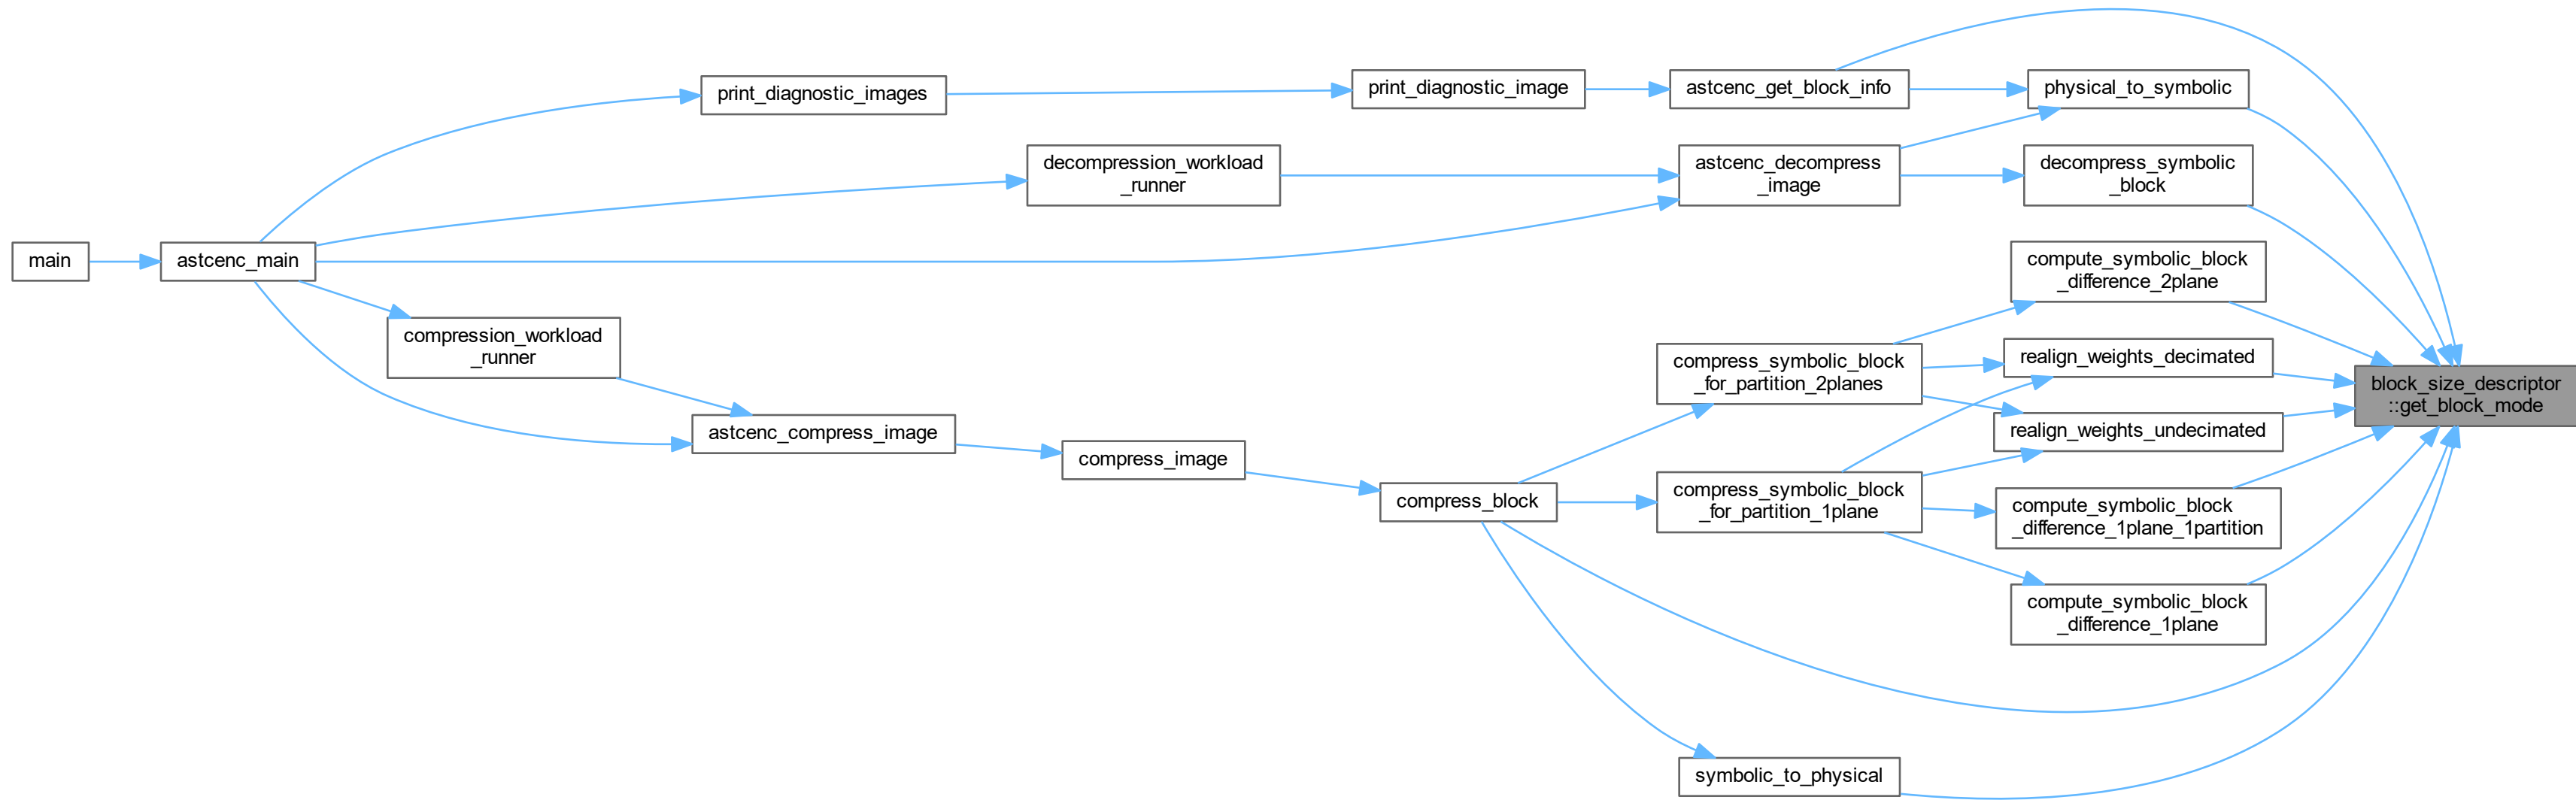 print_diagnostic_images
print_diagnostic_image
astcenc_get_block_info
physical_to_symbolic
decompression_workload
_runner
astcenc_decompress
_image
decompress_symbolic
_block
main
astcenc_main
compute_symbolic_block
_difference_2plane
compression_workload
_runner
compress_symbolic_block
_for_partition_2planes
realign_weights_decimated
block_size_descriptor
::get_block_mode
astcenc_compress_image
realign_weights_undecimated
compress_image
compress_block
compress_symbolic_block
_for_partition_1plane
compute_symbolic_block
_difference_1plane_1partition
compute_symbolic_block
_difference_1plane
symbolic_to_physical